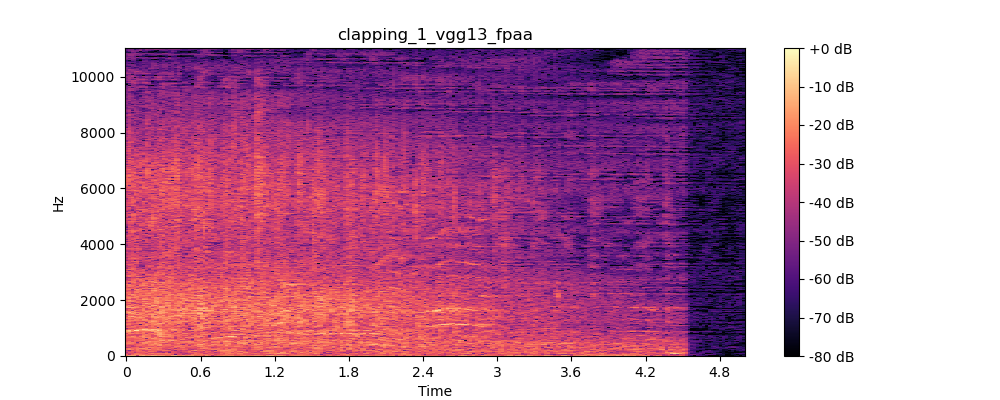 clapping_1_vgg13_fpaa
10000
8000
6000
4000
2000
0
Hz
0 0.6 1.2 1.8 2.4 3 3.6 4.2 4.8
Time
+0 dB
-10 dB
-20 dB
-30 dB
-40 dB
-50 dB
-60 dB
-70 dB
-80 dB